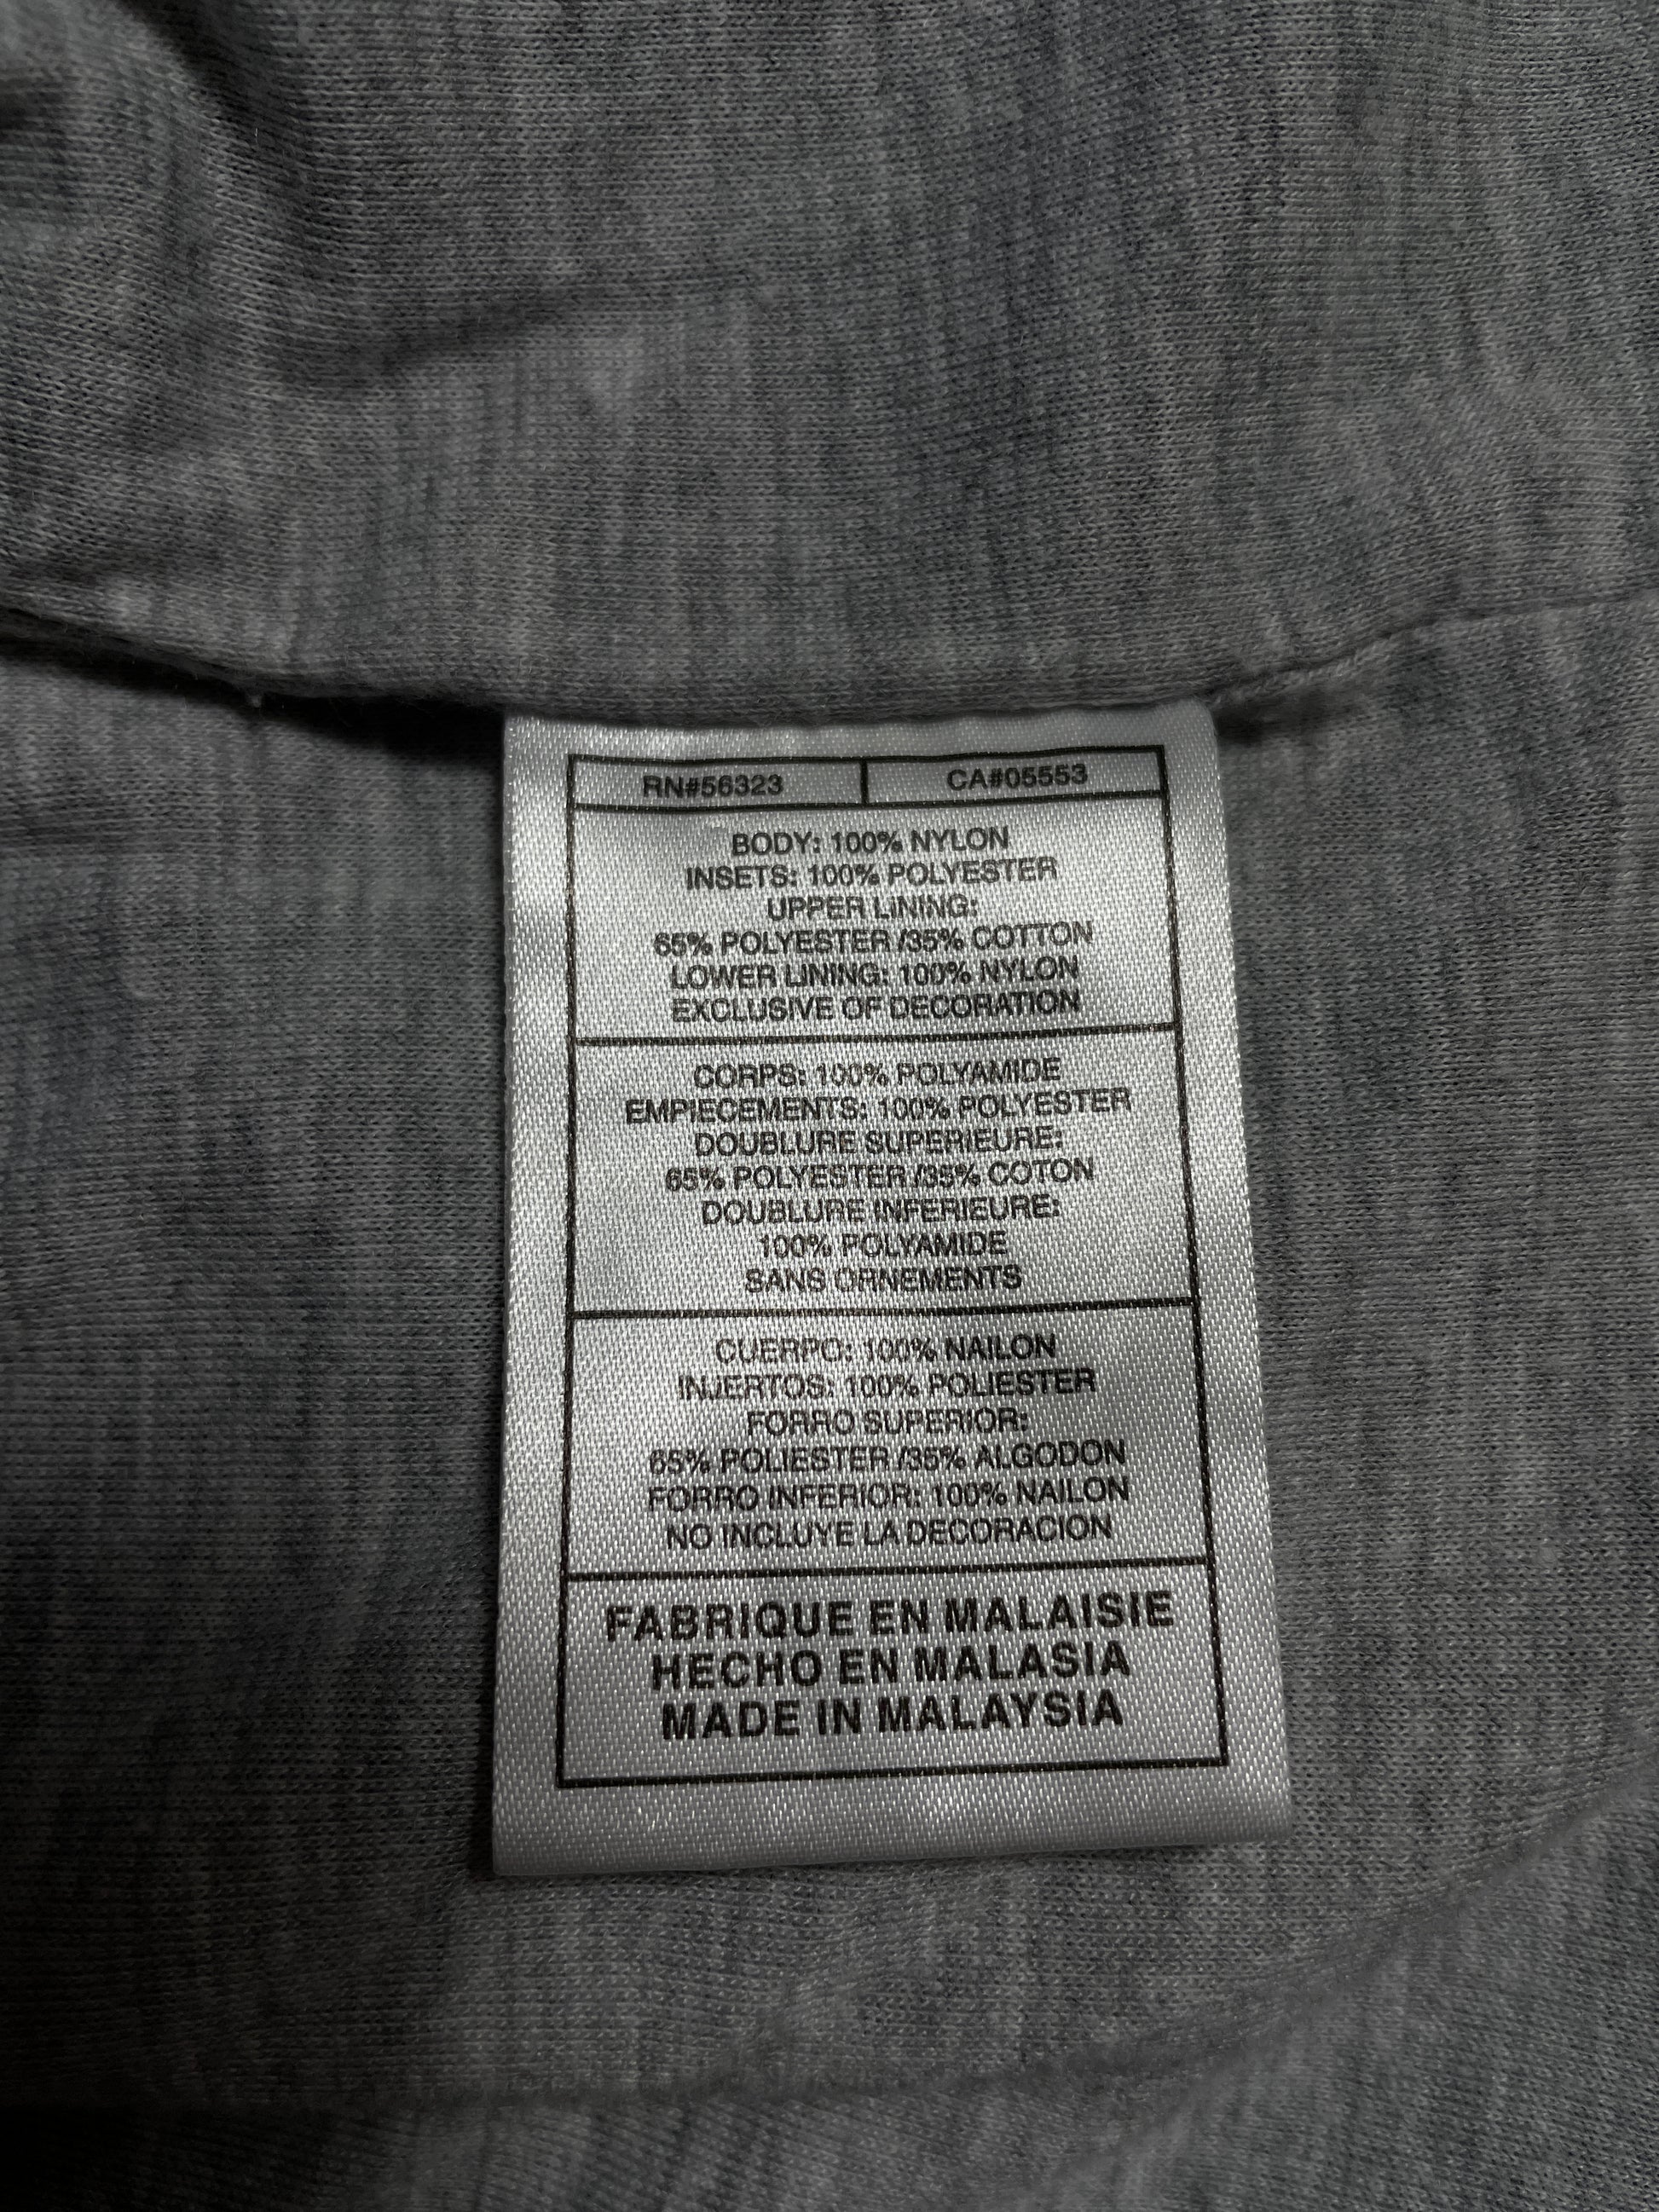 RN#56323 CA#05553
BODY: 100% NYLON
INSETS: 100% POLYESTER
UPPER LINING:
65% POLYESTER /35% COTTON
LOWER LINING: 100% NYLON
EXCLUSIVE OF DECORATION
CORPS: 100% POLYAMIDE
EMPIECEMENTS: 100% POLYESTER
DOUBLURE SUPERIEURE:
65% POLYESTER /35% COTON
DOUBLURE INFERIEURE:
100% POLYAMIDE
SANS ORNEMENTS
CUERPO: 100% NAILON
INJERTOS: 100% POLIESTER
FORRO SUPERIOR:
65% POLIESTER /35% ALGODON
FORRO INFERIOR: 100% NAILON
NO INCLUYE LA DECORACION
FABRIQUE EN MALAISIE
HECHO EN MALASIA
MADE IN MALAYSIA